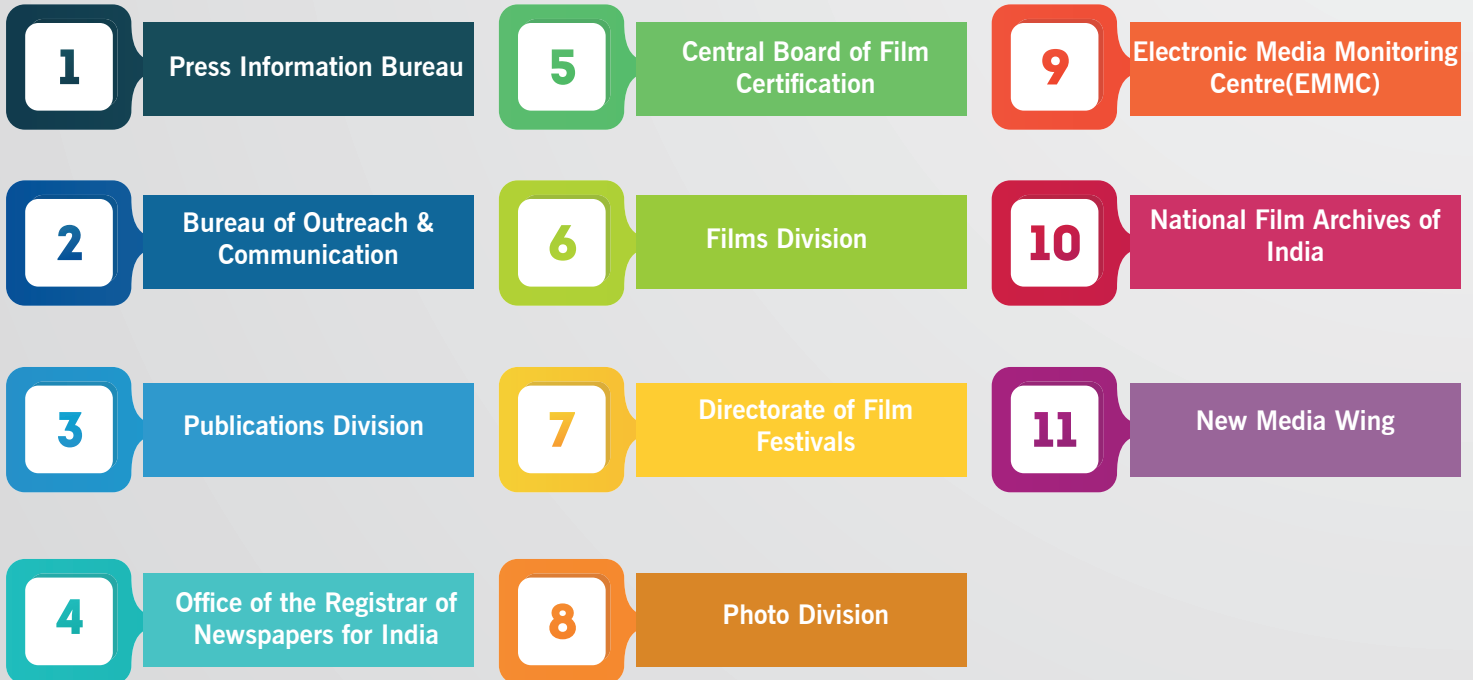 1
Press Information Bureau
2
Bureau of Outreach &
Communication
3
Publications Division
4
Office of the Registrar of
Newspapers for India
5
Central Board of Film
Certification
6
Films Division
7
Directorate of Film
Festivals
8
Photo Division
9
Electronic Media Monitoring
Centre(EMMC)
10
National Film Archives of
India
11
New Media Wing